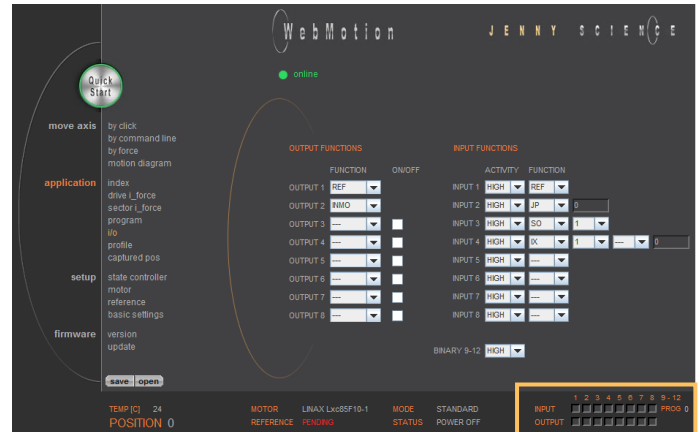 WebMotion
JENNY SCIENCE
online
Quick Start
move axis
by click
by command line
by force
motion diagram
application
index
drive i_force
sector i_force
program
i/o
profile
captured pos
setup
state controller
motor
reference
basic settings
firmware
version
update
save open
OUTPUT FUNCTIONS
FUNCTION ON/OFF
OUTPUT 1 REF
OUTPUT 2 INMO
OUTPUT 3 ---
OUTPUT 4 ---
OUTPUT 5 ---
OUTPUT 6 ---
OUTPUT 7 ---
OUTPUT 8 ---
INPUT FUNCTIONS
ACTIVITY FUNCTION
INPUT 1 HIGH REF
INPUT 2 HIGH JP 0
INPUT 3 HIGH SO 1
INPUT 4 HIGH IX 1 --- 0
INPUT 5 HIGH ---
INPUT 6 HIGH ---
INPUT 7 HIGH ---
INPUT 8 HIGH ---
BINARY 9-12 HIGH
TEMP [C] 24
POSITION 0
MOTOR LINAX Lxc85F10-1
REFERENCE PENDING
MODE STANDARD
STATUS POWER OFF
1 2 3 4 5 6 7 8 9 - 12
INPUT PROG 0
OUTPUT